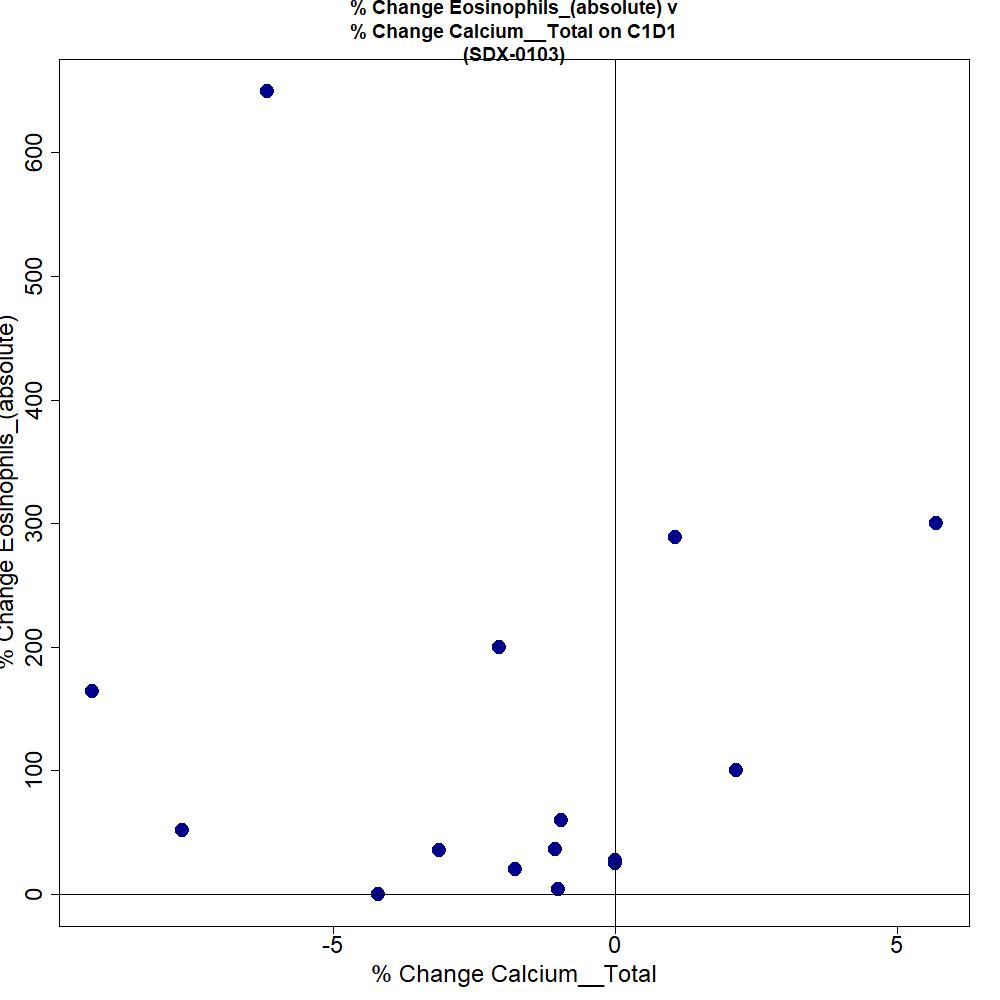 % Change Eosinophils_(absolute) v
% Change Calcium__Total on C1D1
(SDX-0103)
% Change Eosinophils_(absolute)
600
500
400
300
200
100
0
-5
0
5
% Change Calcium__Total